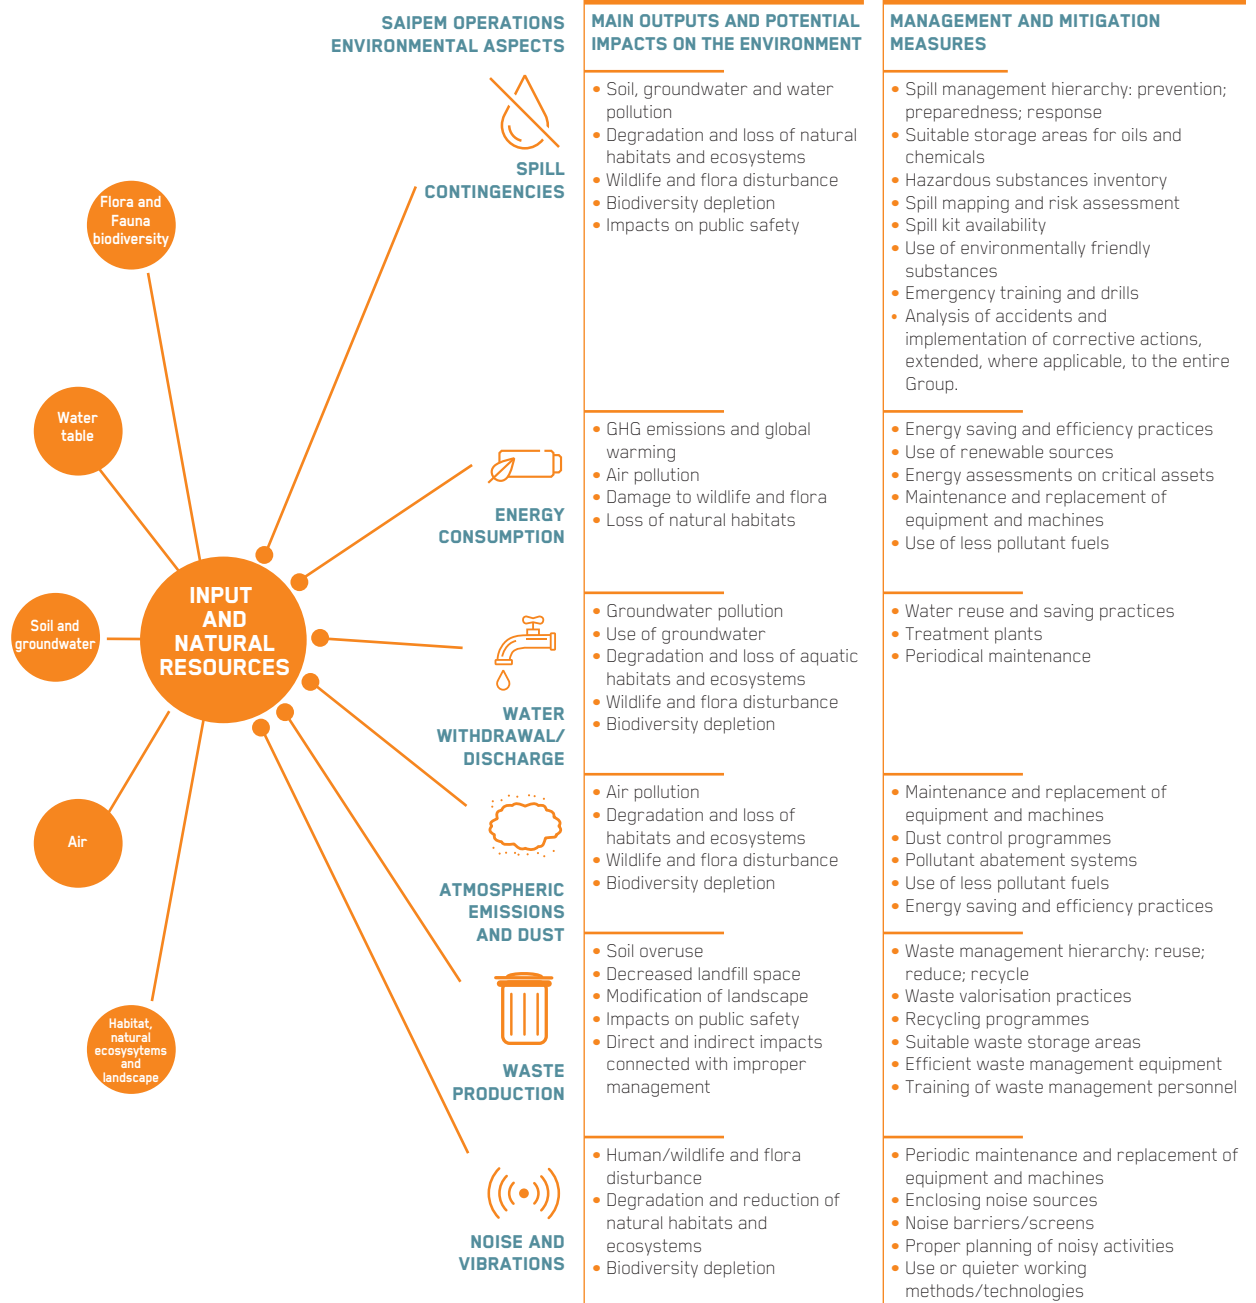 SAIPEM OPERATIONS
ENVIRONMENTAL ASPECTS
MAIN OUTPUTS AND POTENTIAL
IMPACTS ON THE ENVIRONMENT
MANAGEMENT AND MITIGATION
MEASURES
Flora and
Fauna
biodiversity
Water
table
Soil and
groundwater
Air
Habitat,
natural
ecosysytems
and
landscape
INPUT
AND
NATURAL
RESOURCES
SPILL
CONTINGENCIES
• Soil, groundwater and water
pollution
• Degradation and loss of natural
habitats and ecosystems
• Wildlife and flora disturbance
• Biodiversity depletion
• Impacts on public safety
• Spill management hierarchy: prevention;
preparedness; response
• Suitable storage areas for oils and
chemicals
• Hazardous substances inventory
• Spill mapping and risk assessment
• Spill kit availability
• Use of environmentally friendly
substances
• Emergency training and drills
• Analysis of accidents and
implementation of corrective actions,
extended, where applicable, to the entire
Group.
ENERGY
CONSUMPTION
• GHG emissions and global
warming
• Air pollution
• Damage to wildlife and flora
• Loss of natural habitats
• Energy saving and efficiency practices
• Use of renewable sources
• Energy assessments on critical assets
• Maintenance and replacement of
equipment and machines
• Use of less pollutant fuels
WATER
WITHDRAWAL/
DISCHARGE
• Groundwater pollution
• Use of groundwater
• Degradation and loss of aquatic
habitats and ecosystems
• Wildlife and flora disturbance
• Biodiversity depletion
• Water reuse and saving practices
• Treatment plants
• Periodical maintenance
ATMOSPHERIC
EMISSIONS
AND DUST
• Air pollution
• Degradation and loss of
habitats and ecosystems
• Wildlife and flora disturbance
• Biodiversity depletion
• Maintenance and replacement of
equipment and machines
• Dust control programmes
• Pollutant abatement systems
• Use of less pollutant fuels
• Energy saving and efficiency practices
WASTE
PRODUCTION
• Soil overuse
• Decreased landfill space
• Modification of landscape
• Impacts on public safety
• Direct and indirect impacts
connected with improper
management
• Waste management hierarchy: reuse;
reduce; recycle
• Waste valorisation practices
• Recycling programmes
• Suitable waste storage areas
• Efficient waste management equipment
• Training of waste management personnel
NOISE AND
VIBRATIONS
• Human/wildlife and flora
disturbance
• Degradation and reduction of
natural habitats and
ecosystems
• Biodiversity depletion
• Periodic maintenance and replacement of
equipment and machines
• Enclosing noise sources
• Noise barriers/screens
• Proper planning of noisy activities
• Use or quieter working
methods/technologies